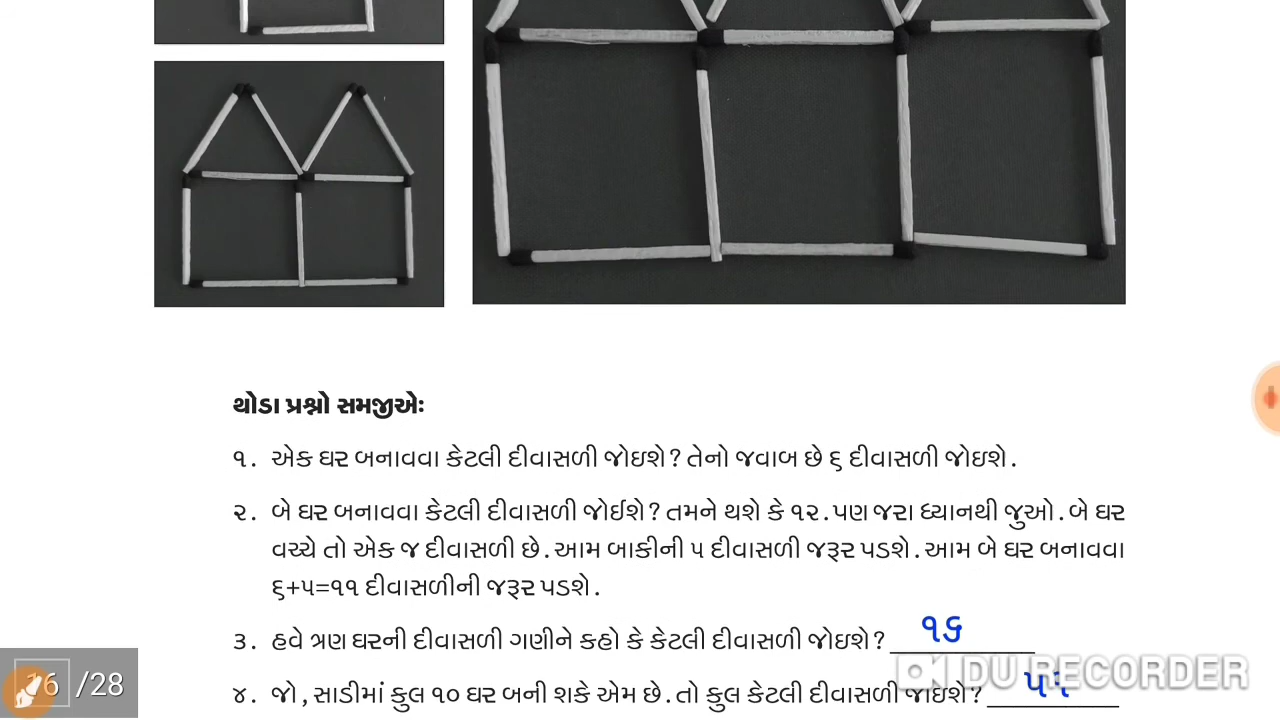 થોડા પ્રશ્નો સમજીએઃ
૧. એક ઘર બનાવવા કેટલી દીવાસળી જોઇશે? તેનો જવાબ છે ૬ દીવાસળી જોઇશે.
૨. બે ઘર બનાવવા કેટલી દીવાસળી જોઈશે? તમને થશે કે ૧૨. પણ જરા ધ્યાનથી જુઓ. બે ઘર
વચ્ચે તો એક જ દીવાસળી છે. આમ બાકીની ૫ દીવાસળી જરૂર પડશે. આમ બે ઘર બનાવવા
૬+૫=૧૧ દીવાસળીની જરૂર પડશે.
૩. હવે ત્રણ ઘરની દીવાસળી ગણીને કહો કે કેટલી દીવાસળી જોઇશે? ૧૬
DU RECORDER
૪. જો, સાડીમાં કુલ ૧૦ ઘર બની શકે એમ છે. તો કુલ કેટલી દીવાસળી જોઇશે? ૫૧
16 /28